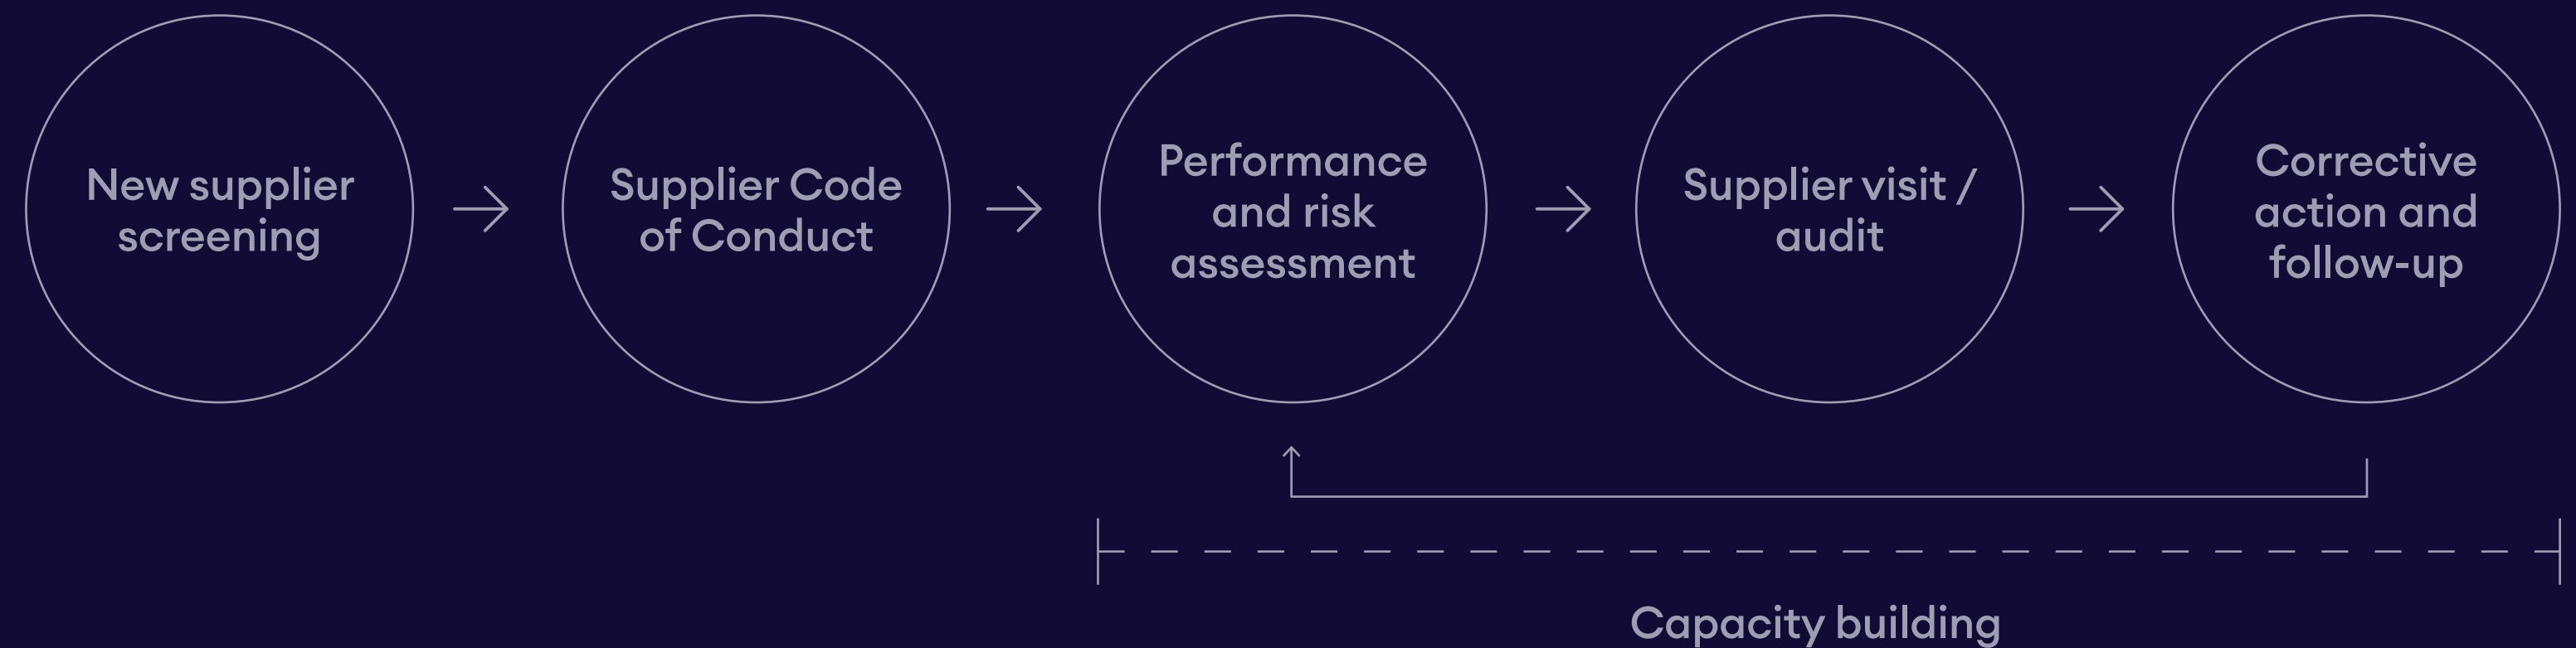 New supplier
screening
Supplier Code
of Conduct
Performance
and risk
assessment
Supplier visit /
audit
Corrective
action and
follow-up
Capacity building